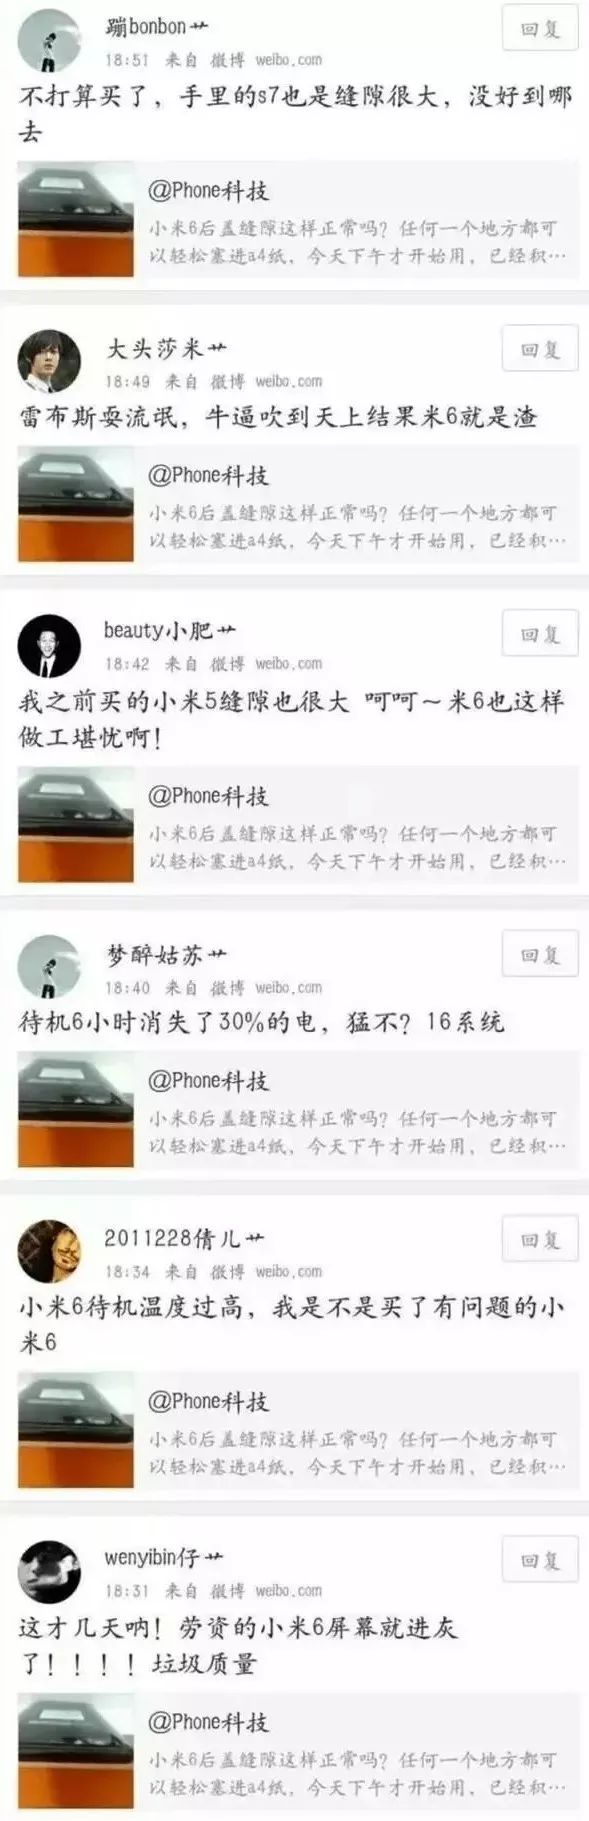 蹦bonbon艹
回复
18:51 来自 微博 weibo.com
不打算买了，手里的s7也是缝隙很大，没好到哪
去
@Phone科技
小米6后盖缝隙这样正常吗？任何一个地方都可
以轻松塞进a4纸，今天下午才开始用，已经积…
大头莎米艹
回复
18:49 来自 微博 weibo.com
雷布斯耍流氓，牛逼吹到天上结果米6就是渣
@Phone科技
小米6后盖缝隙这样正常吗？任何一个地方都可
以轻松塞进a4纸，今天下午才开始用，已经积…
beauty小肥艹
回复
18:42 来自 微博 weibo.com
我之前买的小米5缝隙也很大 呵呵～米6也这样
做工堪忧啊！
@Phone科技
小米6后盖缝隙这样正常吗？任何一个地方都可
以轻松塞进a4纸，今天下午才开始用，已经积…
梦醉姑苏艹
回复
18:40 来自 微博 weibo.com
待机6小时消失了30%的电，猛不？16系统
@Phone科技
小米6后盖缝隙这样正常吗？任何一个地方都可
以轻松塞进a4纸，今天下午才开始用，已经积…
2011228倩儿艹
回复
18:34 来自 微博 weibo.com
小米6待机温度过高，我是不是买了有问题的小
米6
@Phone科技
小米6后盖缝隙这样正常吗？任何一个地方都可
以轻松塞进a4纸，今天下午才开始用，已经积…
wenyibin仔艹
回复
18:31 来自 微博 weibo.com
这才几天呐！劳资的小米6屏幕就进灰
了！！！！垃圾质量
@Phone科技
小米6后盖缝隙这样正常吗？任何一个地方都可
以轻松塞进a4纸，今天下午才开始用，已经积…